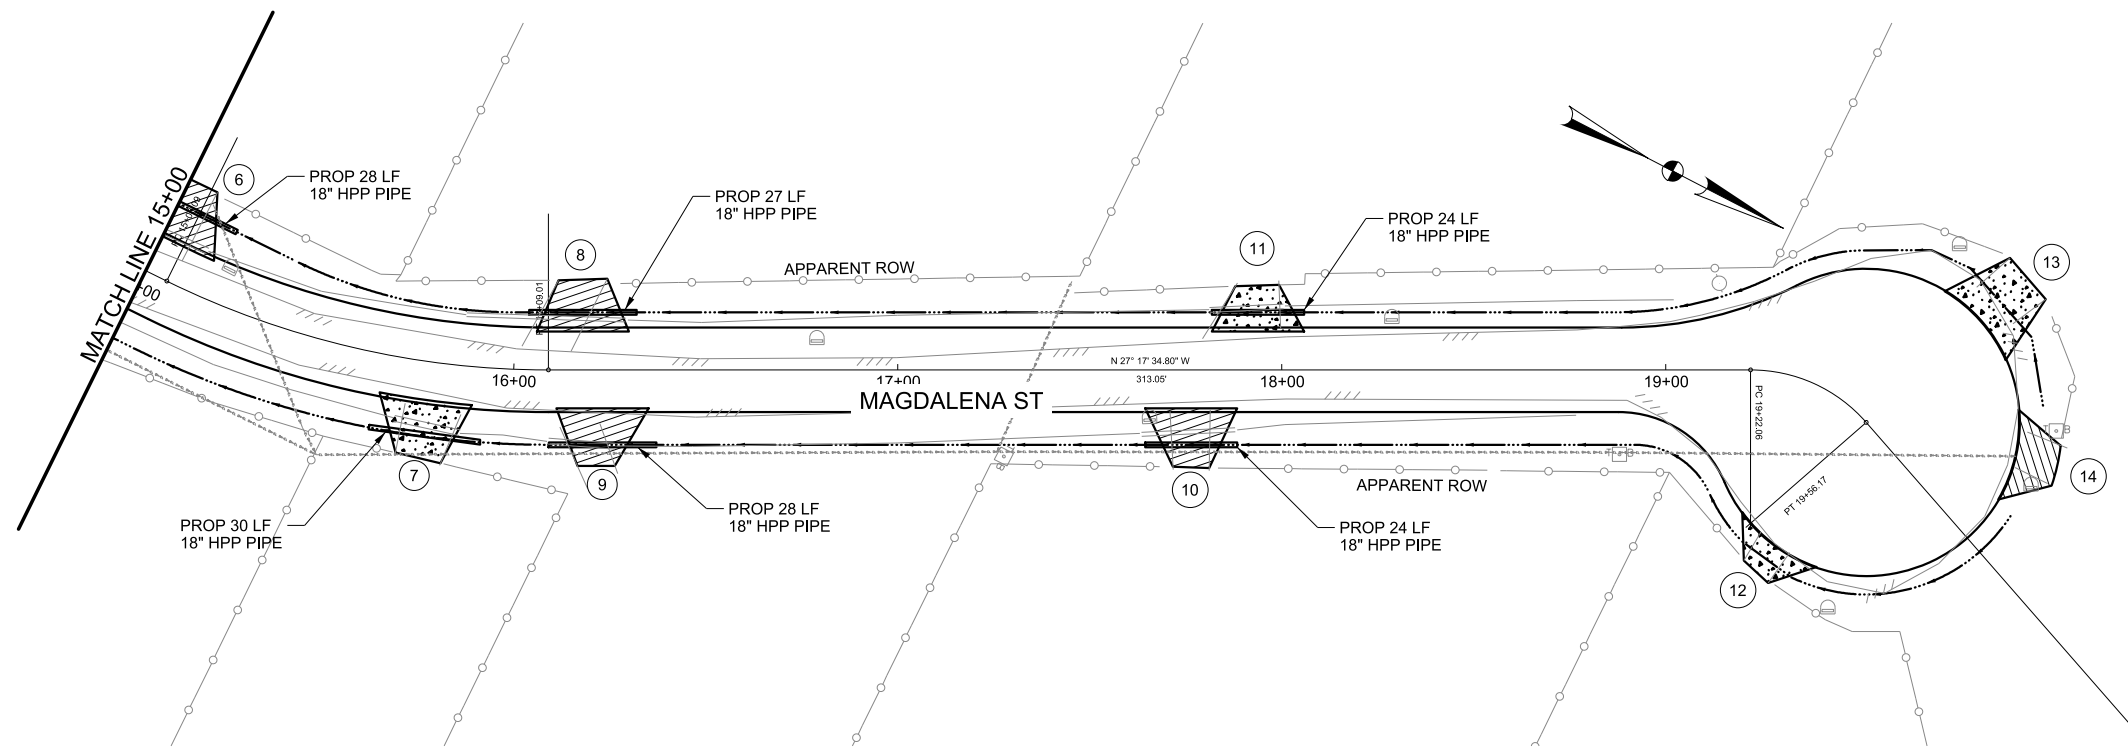 MATCH LINE 15+00
6
PROP 28 LF
18" HPP PIPE
8
PROP 27 LF
18" HPP PIPE
APPARENT ROW
11
PROP 24 LF
18" HPP PIPE
13
+09.01
16+00
17+00
N 27° 17' 34.80" W
313.05'
18+00
19+00
MAGDALENA ST
PC 19+22.06
PT 19+56.17
7
9
10
APPARENT ROW
14
12
PROP 30 LF
18" HPP PIPE
PROP 28 LF
18" HPP PIPE
PROP 24 LF
18" HPP PIPE